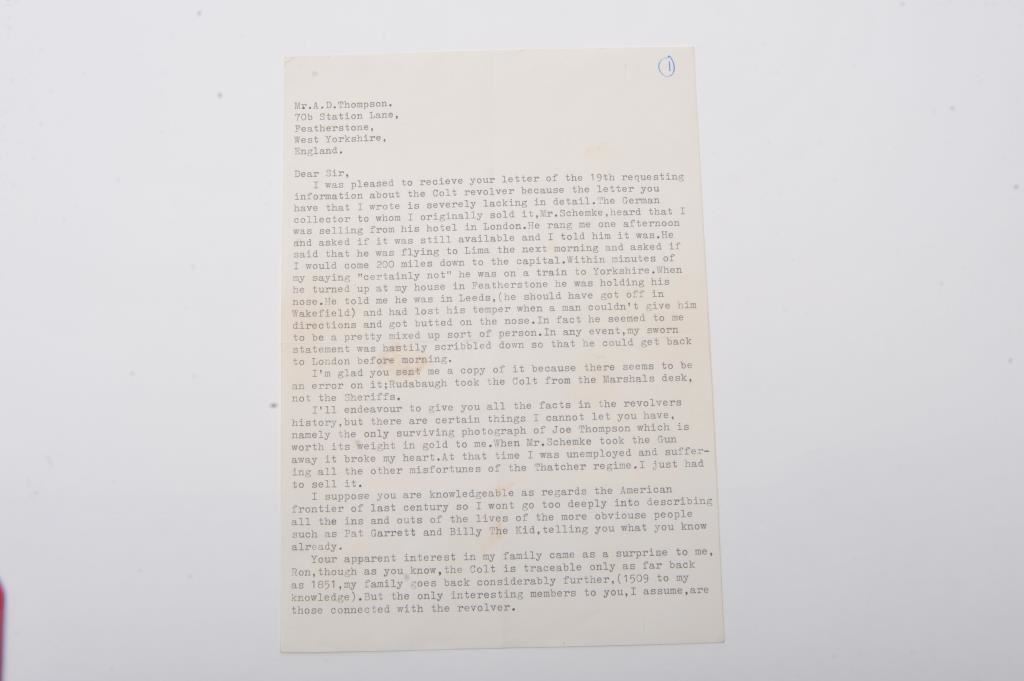 1
Mr.A.D.Thompson.
70b Station Lane,
Featherstone,
West Yorkshire,
England.
Dear Sir,
I was pleased to recieve your letter of the 19th requesting
information about the Colt revolver because the letter you
have that I wrote is severely lacking in detail.The German
collector to whom I originally sold it,Mr.Schemke,heard that I
was selling from his hotel in London.He rang me one afternoon
and asked if it was still available and I told him it was.He
said that he was flying to Lima the next morning and asked if
I would come 200 miles down to the capital.Within minutes of
my saying "certainly not" he was on a train to Yorkshire.When
he turned up at my house in Featherstone he was holding his
nose.He told me he was in Leeds,(he should have got off in
Wakefield) and had lost his temper when a man couldn't give him
directions and got butted on the nose.In fact he seemed to me
to be a pretty mixed up sort of person.In any event,my sworn
statement was hastily scribbled down so that he could get back
to London before morning.
I'm glad you sent me a copy of it because there seems to be
an error on it;Rudabaugh took the Colt from the Marshals desk,
not the Sheriffs.
I'll endeavour to give you all the facts in the revolvers
history,but there are certain things I cannot let you have,
namely the only surviving photograph of Joe Thompson which is
worth its weight in gold to me.When Mr.Schemke took the Gun
away it broke my heart.At that time I was unemployed and suffer-
ing all the other misfortunes of the Thatcher regime.I just had
to sell it.
I suppose you are knowledgeable as regards the American
frontier of last century so I wont go too deeply into describing
all the ins and outs of the lives of the more obviouse people
such as Pat Garrett and Billy The Kid,telling you what you know
already.
Your apparent interest in my family came as a surprise to me,
Ron,though as you know,the Colt is traceable only as far back
as 1851,my family goes back considerably further,(1509 to my
knowledge).But the only interesting members to you,I assume,are
those connected with the revolver.